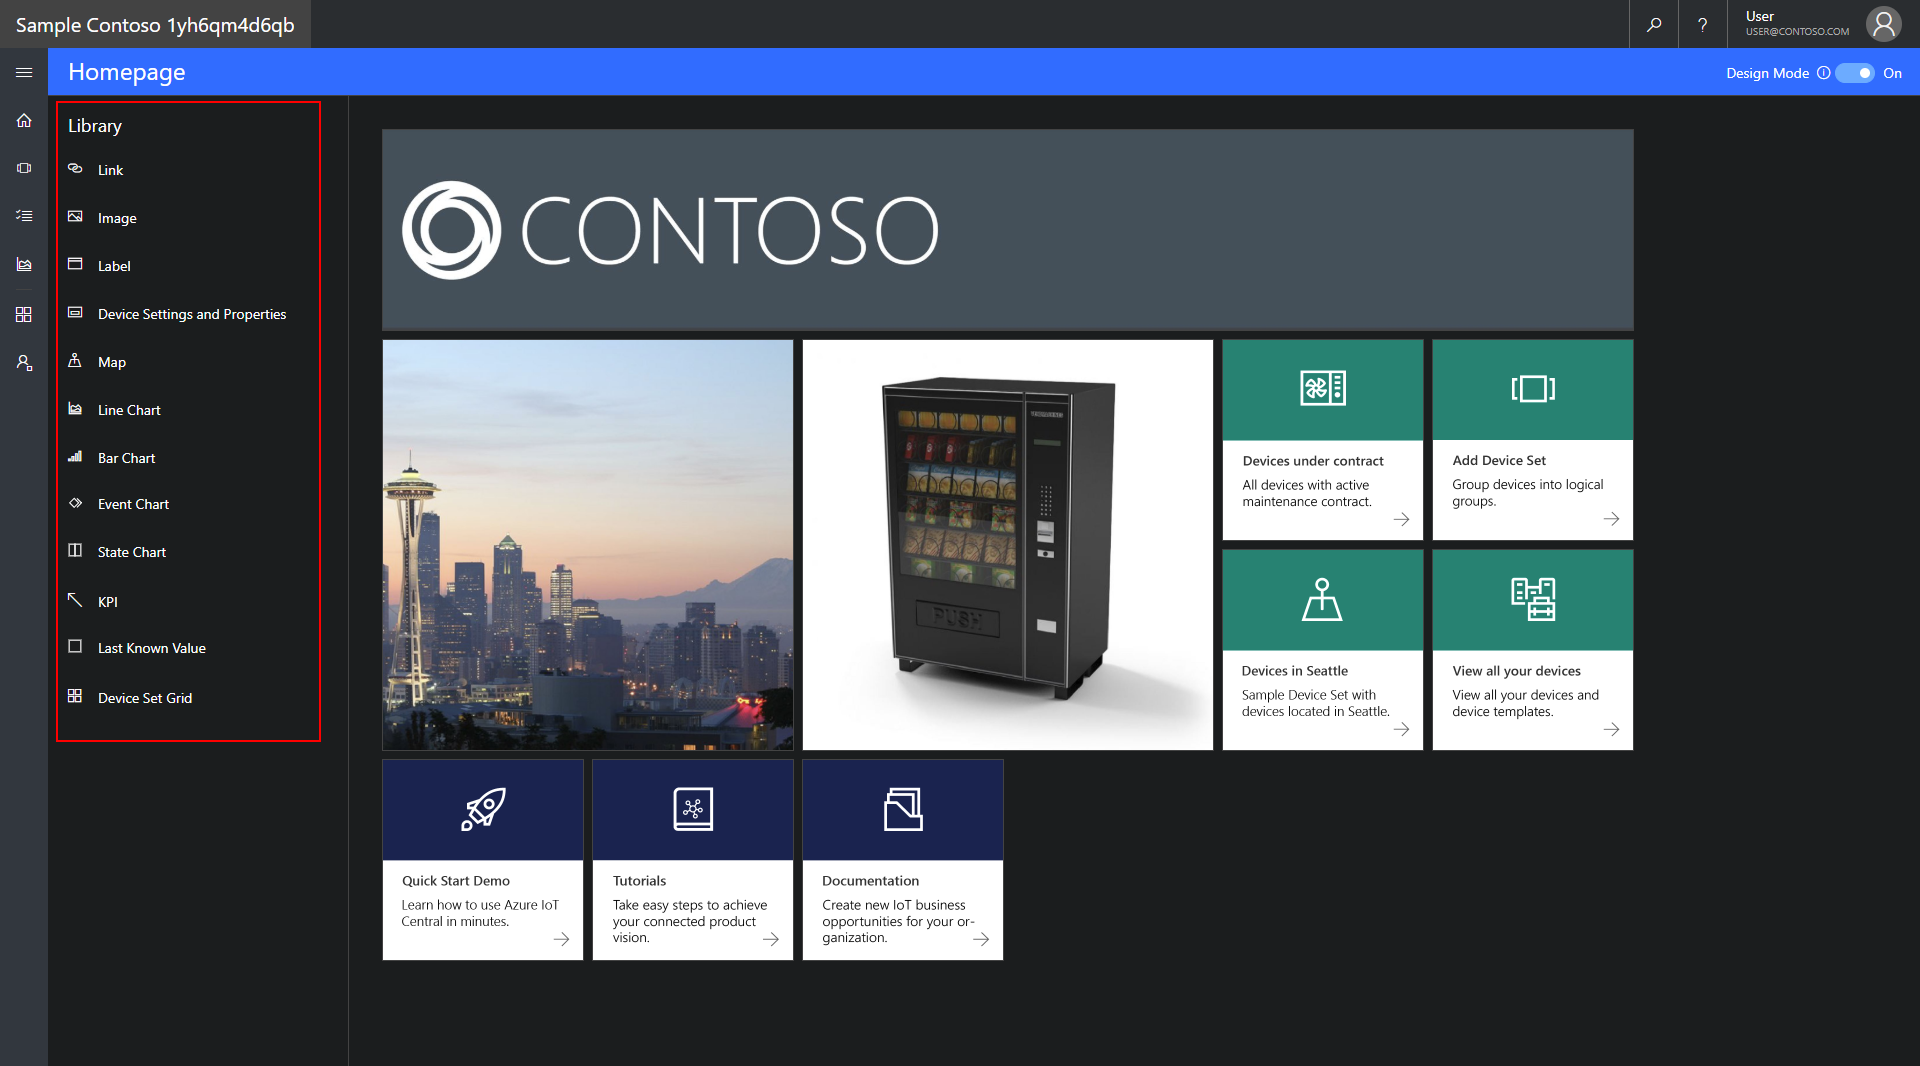 Sample Contoso 1yh6qm4d6qb
?
User
USER@CONTOSO.COM
Homepage
Design Mode
On
Library
Link
Image
Label
Device Settings and Properties
Map
Line Chart
Bar Chart
Event Chart
State Chart
KPI
Last Known Value
Device Set Grid
CONTOSO
PUSH
Devices under contract
All devices with active
maintenance contract.
Add Device Set
Group devices into logical
groups.
Devices in Seattle
Sample Device Set with
devices located in Seattle.
View all your devices
View all your devices and
device templates.
Quick Start Demo
Learn how to use Azure IoT
Central in minutes.
Tutorials
Take easy steps to achieve
your connected product
vision.
Documentation
Create new IoT business
opportunities for your or-
ganization.